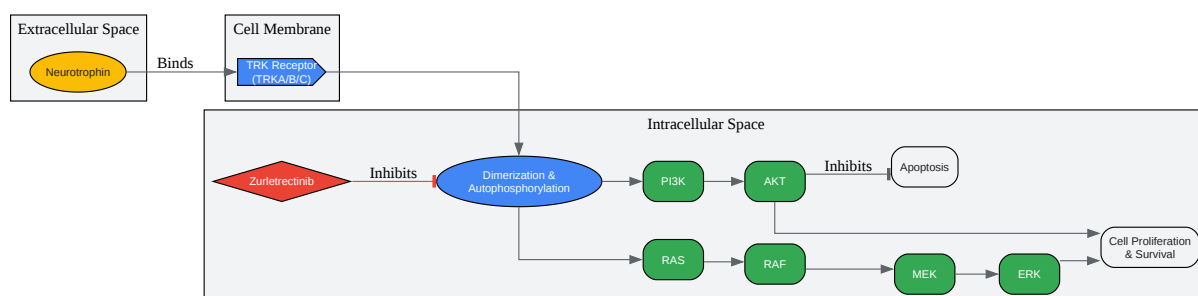 Extracellular Space
Neurotrophin
Binds
Cell Membrane
TRK Receptor
(TRKA/B/C)
Intracellular Space
Zurletrectinib
Inhibits
Dimerization &
Autophosphorylation
PI3K
AKT
Inhibits
Apoptosis
RAS
RAF
MEK
ERK
Cell Proliferation
& Survival